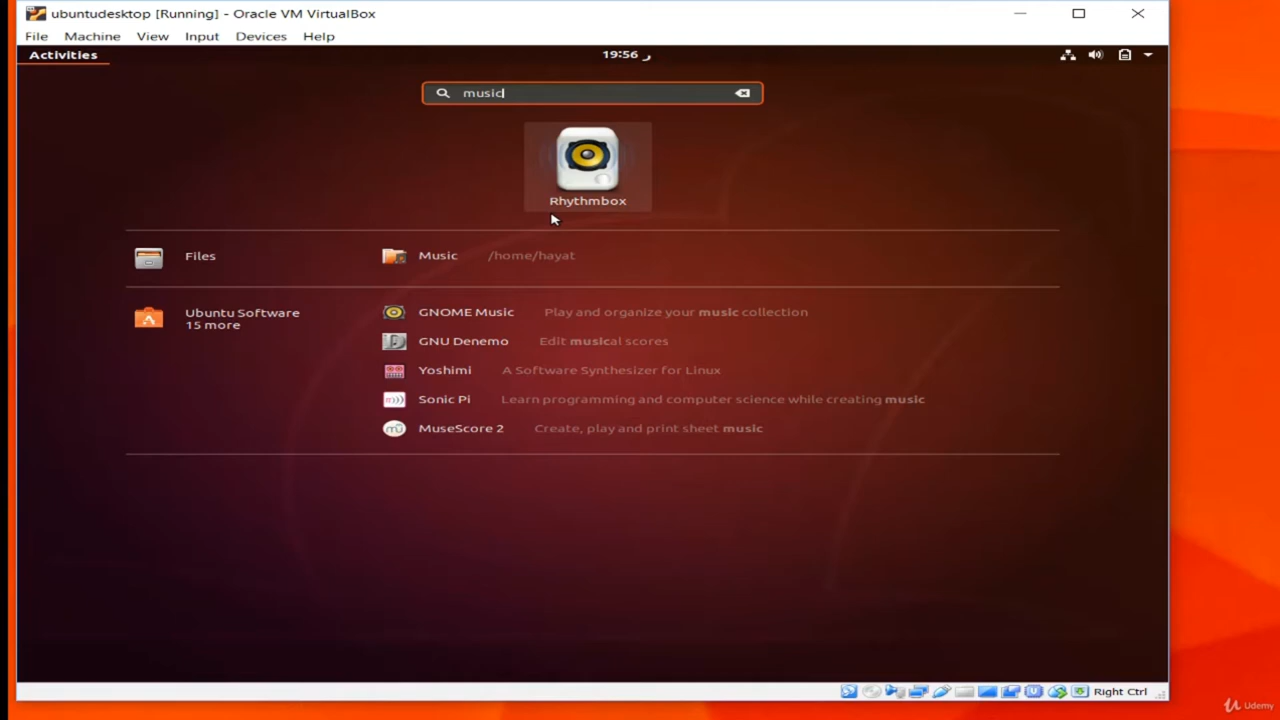 ubuntudesktop [Running] - Oracle VM VirtualBox
File Machine View Input Devices Help
Activities
19:56 ر
music
Rhythmbox
Files
Music /home/hayat
Ubuntu Software
15 more
GNOME Music Play and organize your music collection
GNU Denemo Edit musical scores
Yoshimi A Software Synthesizer for Linux
Sonic Pi Learn programming and computer science while creating music
MuseScore 2 Create, play and print sheet music
Right Ctrl
Udemy